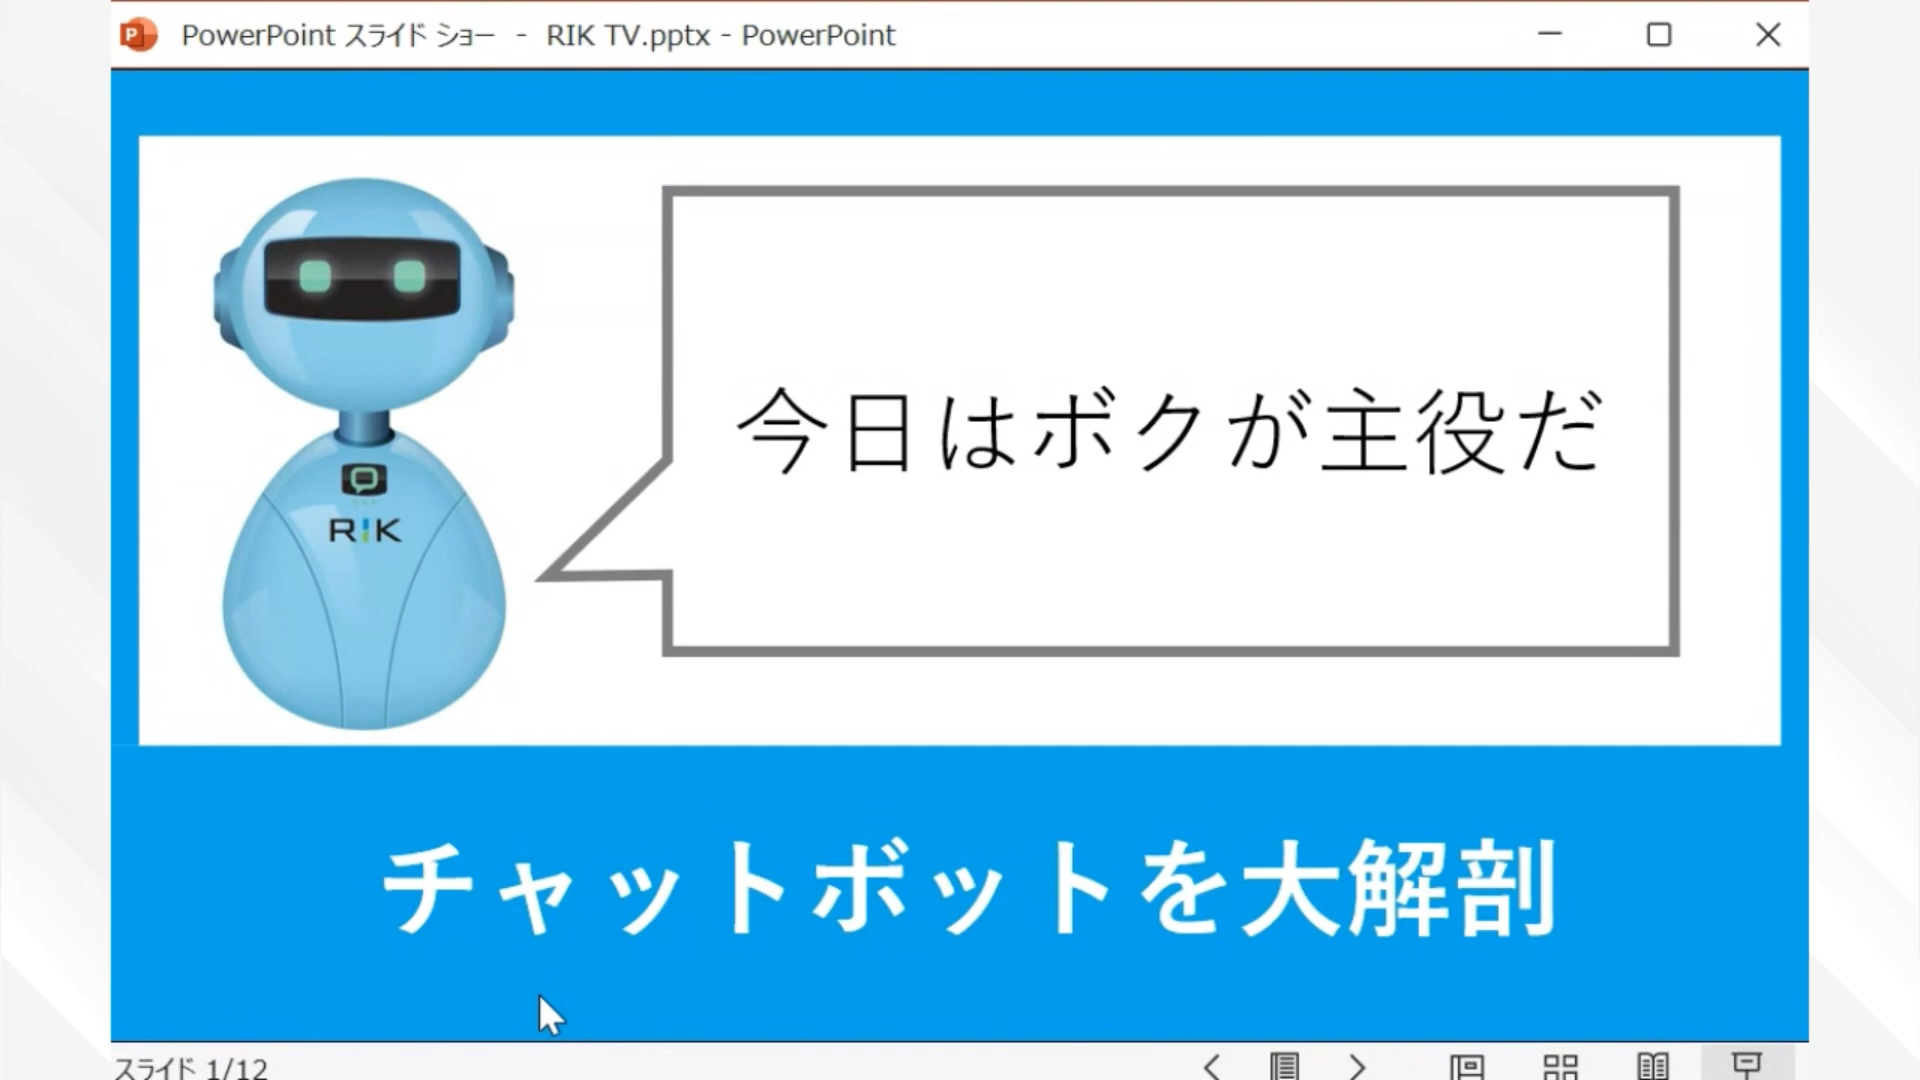 PowerPoint スライド ショー - RIK TV.pptx - PowerPoint
今日はボクが主役だ
RIK
チャットボットを大解剖
スライド 1/12